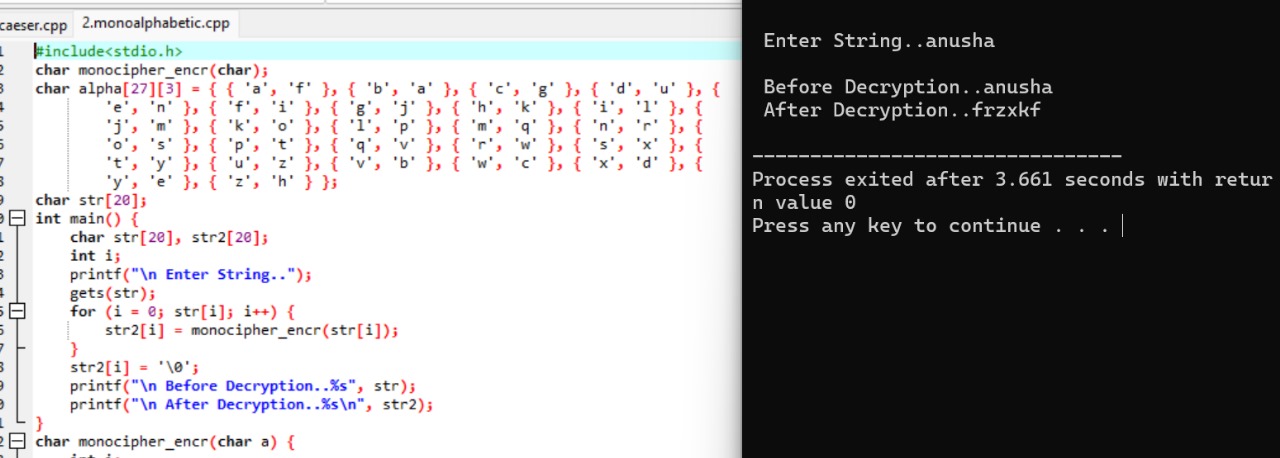 caeser.cpp 2.monoalphabetic.cpp
1 #include<stdio.h>
2 char monocipher_encr(char);
3 char alpha[27][3] = { { 'a', 'f' }, { 'b', 'a' }, { 'c', 'g' }, { 'd', 'u' }, {
4 'e', 'n' }, { 'f', 'i' }, { 'g', 'j' }, { 'h', 'k' }, { 'i', 'l' }, {
5 'j', 'm' }, { 'k', 'o' }, { 'l', 'p' }, { 'm', 'q' }, { 'n', 'r' }, {
6 'o', 's' }, { 'p', 't' }, { 'q', 'v' }, { 'r', 'w' }, { 's', 'x' }, {
7 't', 'y' }, { 'u', 'z' }, { 'v', 'b' }, { 'w', 'c' }, { 'x', 'd' }, {
8 'y', 'e' }, { 'z', 'h' } };
9 char str[20];
0 int main() {
1 char str[20], str2[20];
2 int i;
3 printf("\n Enter String..");
4 gets(str);
5 for (i = 0; str[i]; i++) {
6 str2[i] = monocipher_encr(str[i]);
7 }
8 str2[i] = '\0';
9 printf("\n Before Decryption..%s", str);
0 printf("\n After Decryption..%s\n", str2);
1 }
2 char monocipher_encr(char a) {
Enter String..anusha
Before Decryption..anusha
After Decryption..frzxkf
--------------------------------
Process exited after 3.661 seconds with retur
n value 0
Press any key to continue . . .